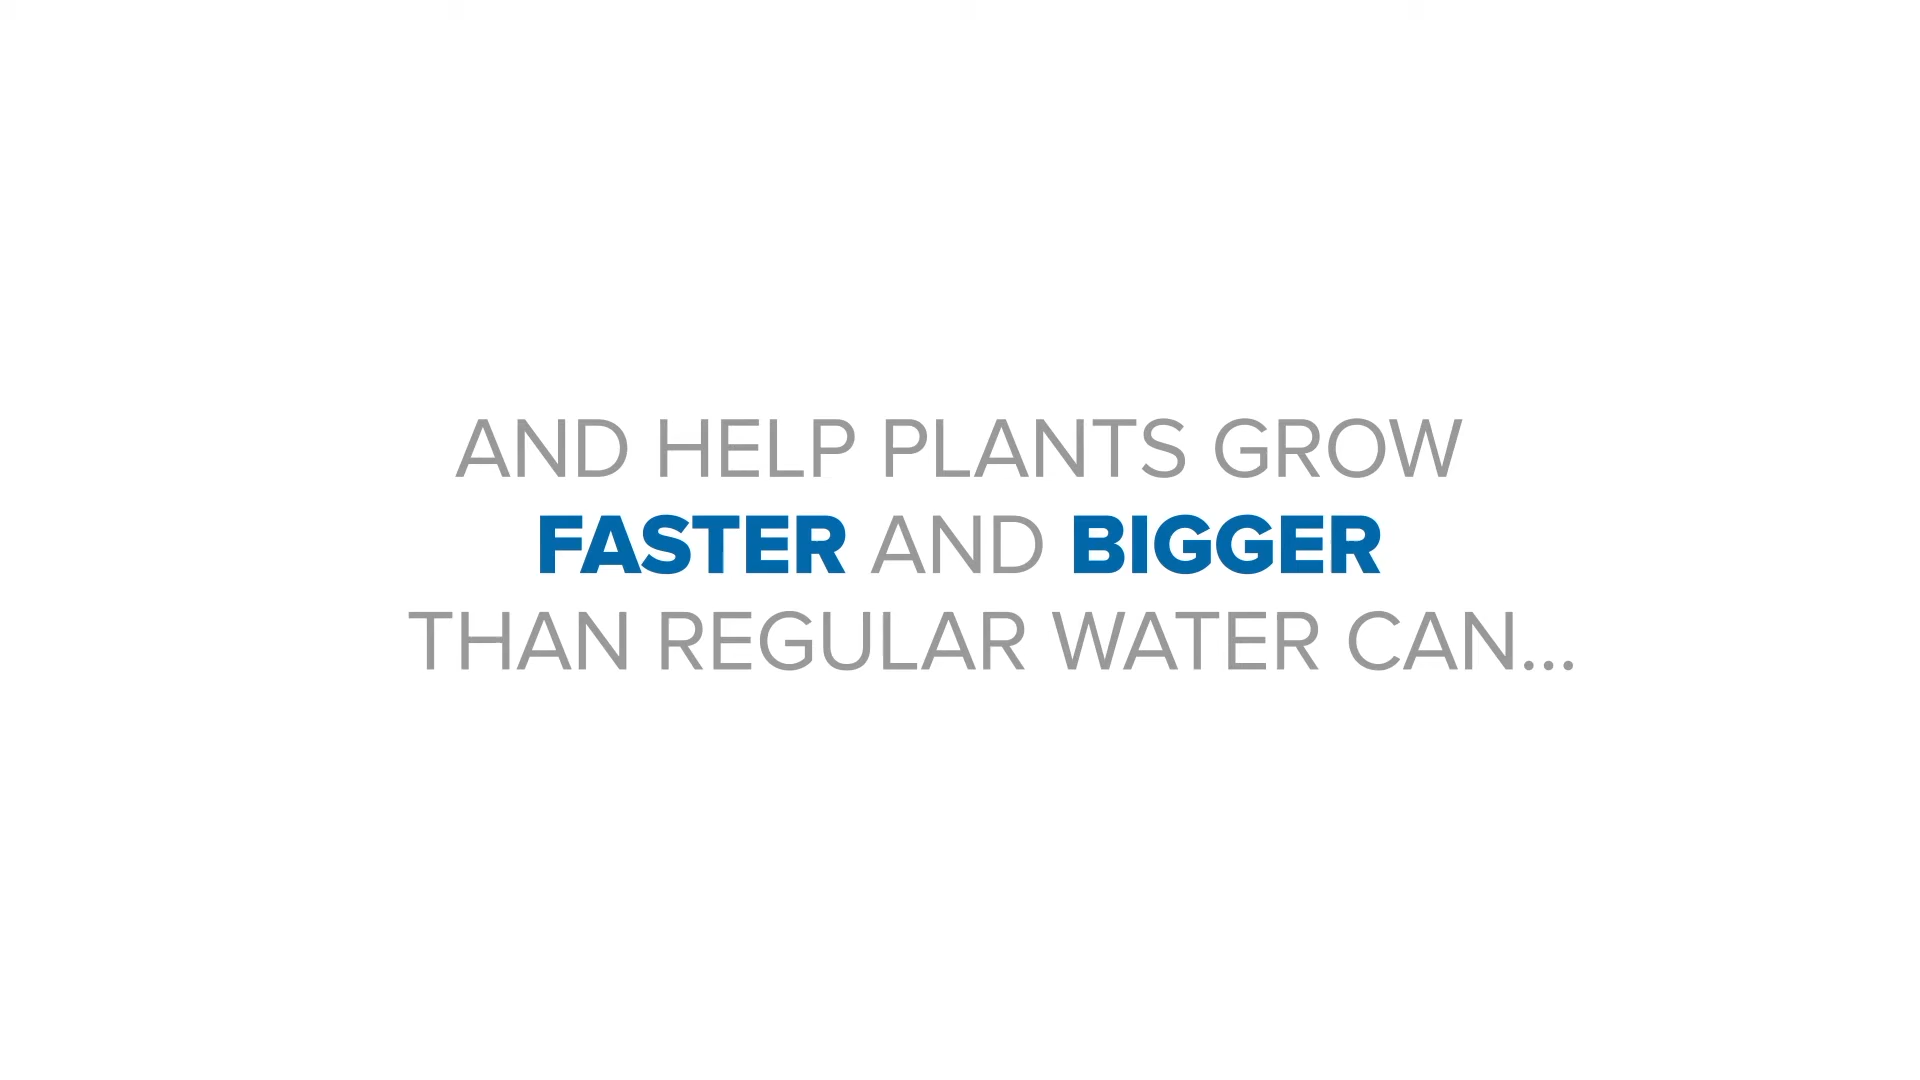 AND HELP PLANTS GROW
FASTER AND BIGGER
THAN REGULAR WATER CAN...